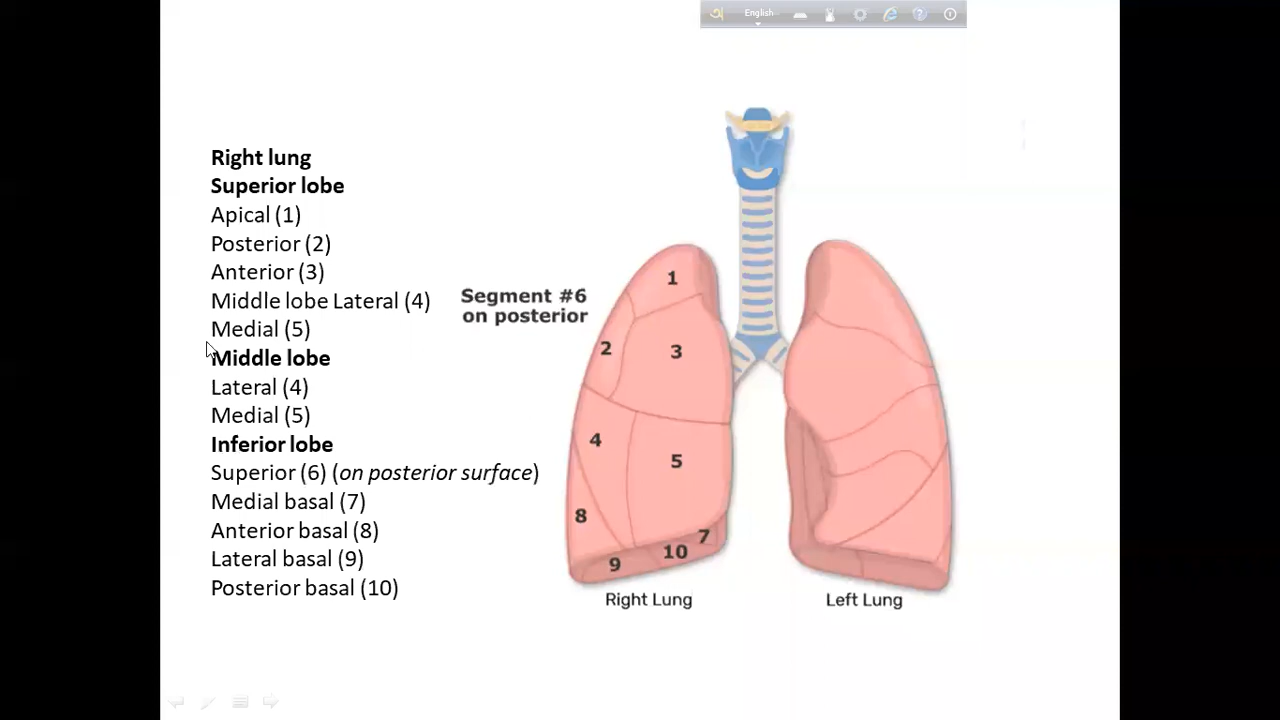 English
Right lung
Superior lobe
Apical (1)
Posterior (2)
Anterior (3)
Middle lobe Lateral (4)
Medial (5)
Middle lobe
Lateral (4)
Medial (5)
Inferior lobe
Superior (6) (on posterior surface)
Medial basal (7)
Anterior basal (8)
Lateral basal (9)
Posterior basal (10)
Segment #6
on posterior
1
2
3
4
5
8
7
10
9
Right Lung
Left Lung